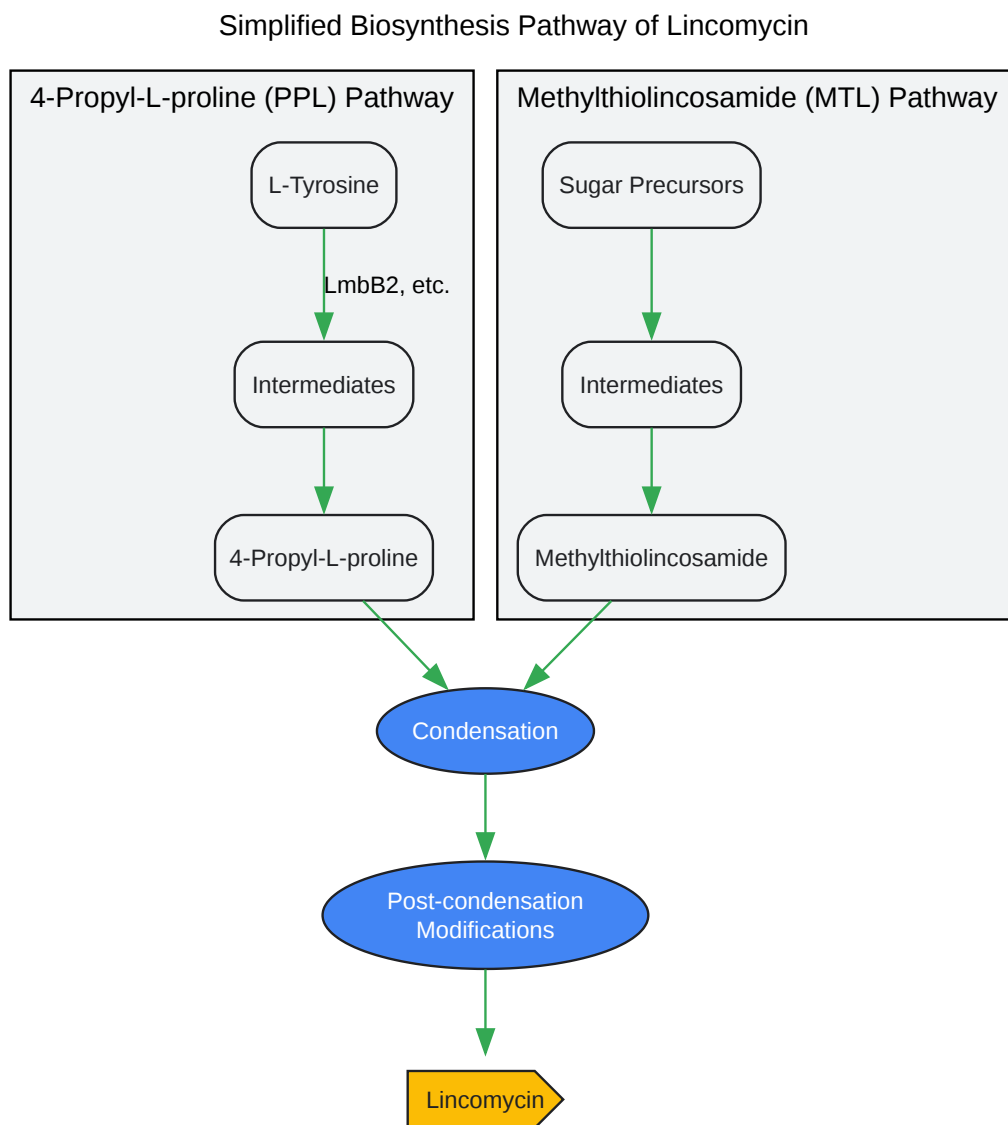 Simplified Biosynthesis Pathway of Lincomycin
4-Propyl-L-proline (PPL) Pathway
L-Tyrosine
LmbB2, etc.
Intermediates
4-Propyl-L-proline
Methylthiolincosamide (MTL) Pathway
Sugar Precursors
Intermediates
Methylthiolincosamide
Condensation
Post-condensation
Modifications
Lincomycin